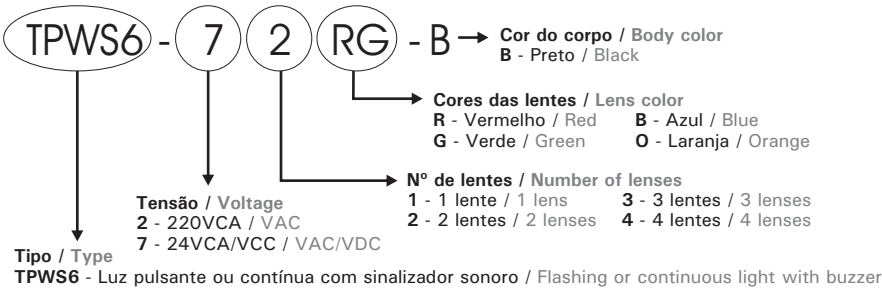 TPWS6 - 7 2 RG - B
Cor do corpo / Body color
B - Preto / Black
Cores das lentes / Lens color
R - Vermelho / Red B - Azul / Blue
G - Verde / Green O - Laranja / Orange
Nº de lentes / Number of lenses
1 - 1 lente / 1 lens 3 - 3 lentes / 3 lenses
2 - 2 lentes / 2 lenses 4 - 4 lentes / 4 lenses
Tensão / Voltage
2 - 220VCA / VAC
7 - 24VCA/VCC / VAC/VDC
Tipo / Type
TPWS6 - Luz pulsante ou contínua com sinalizador sonoro / Flashing or continuous light with buzzer